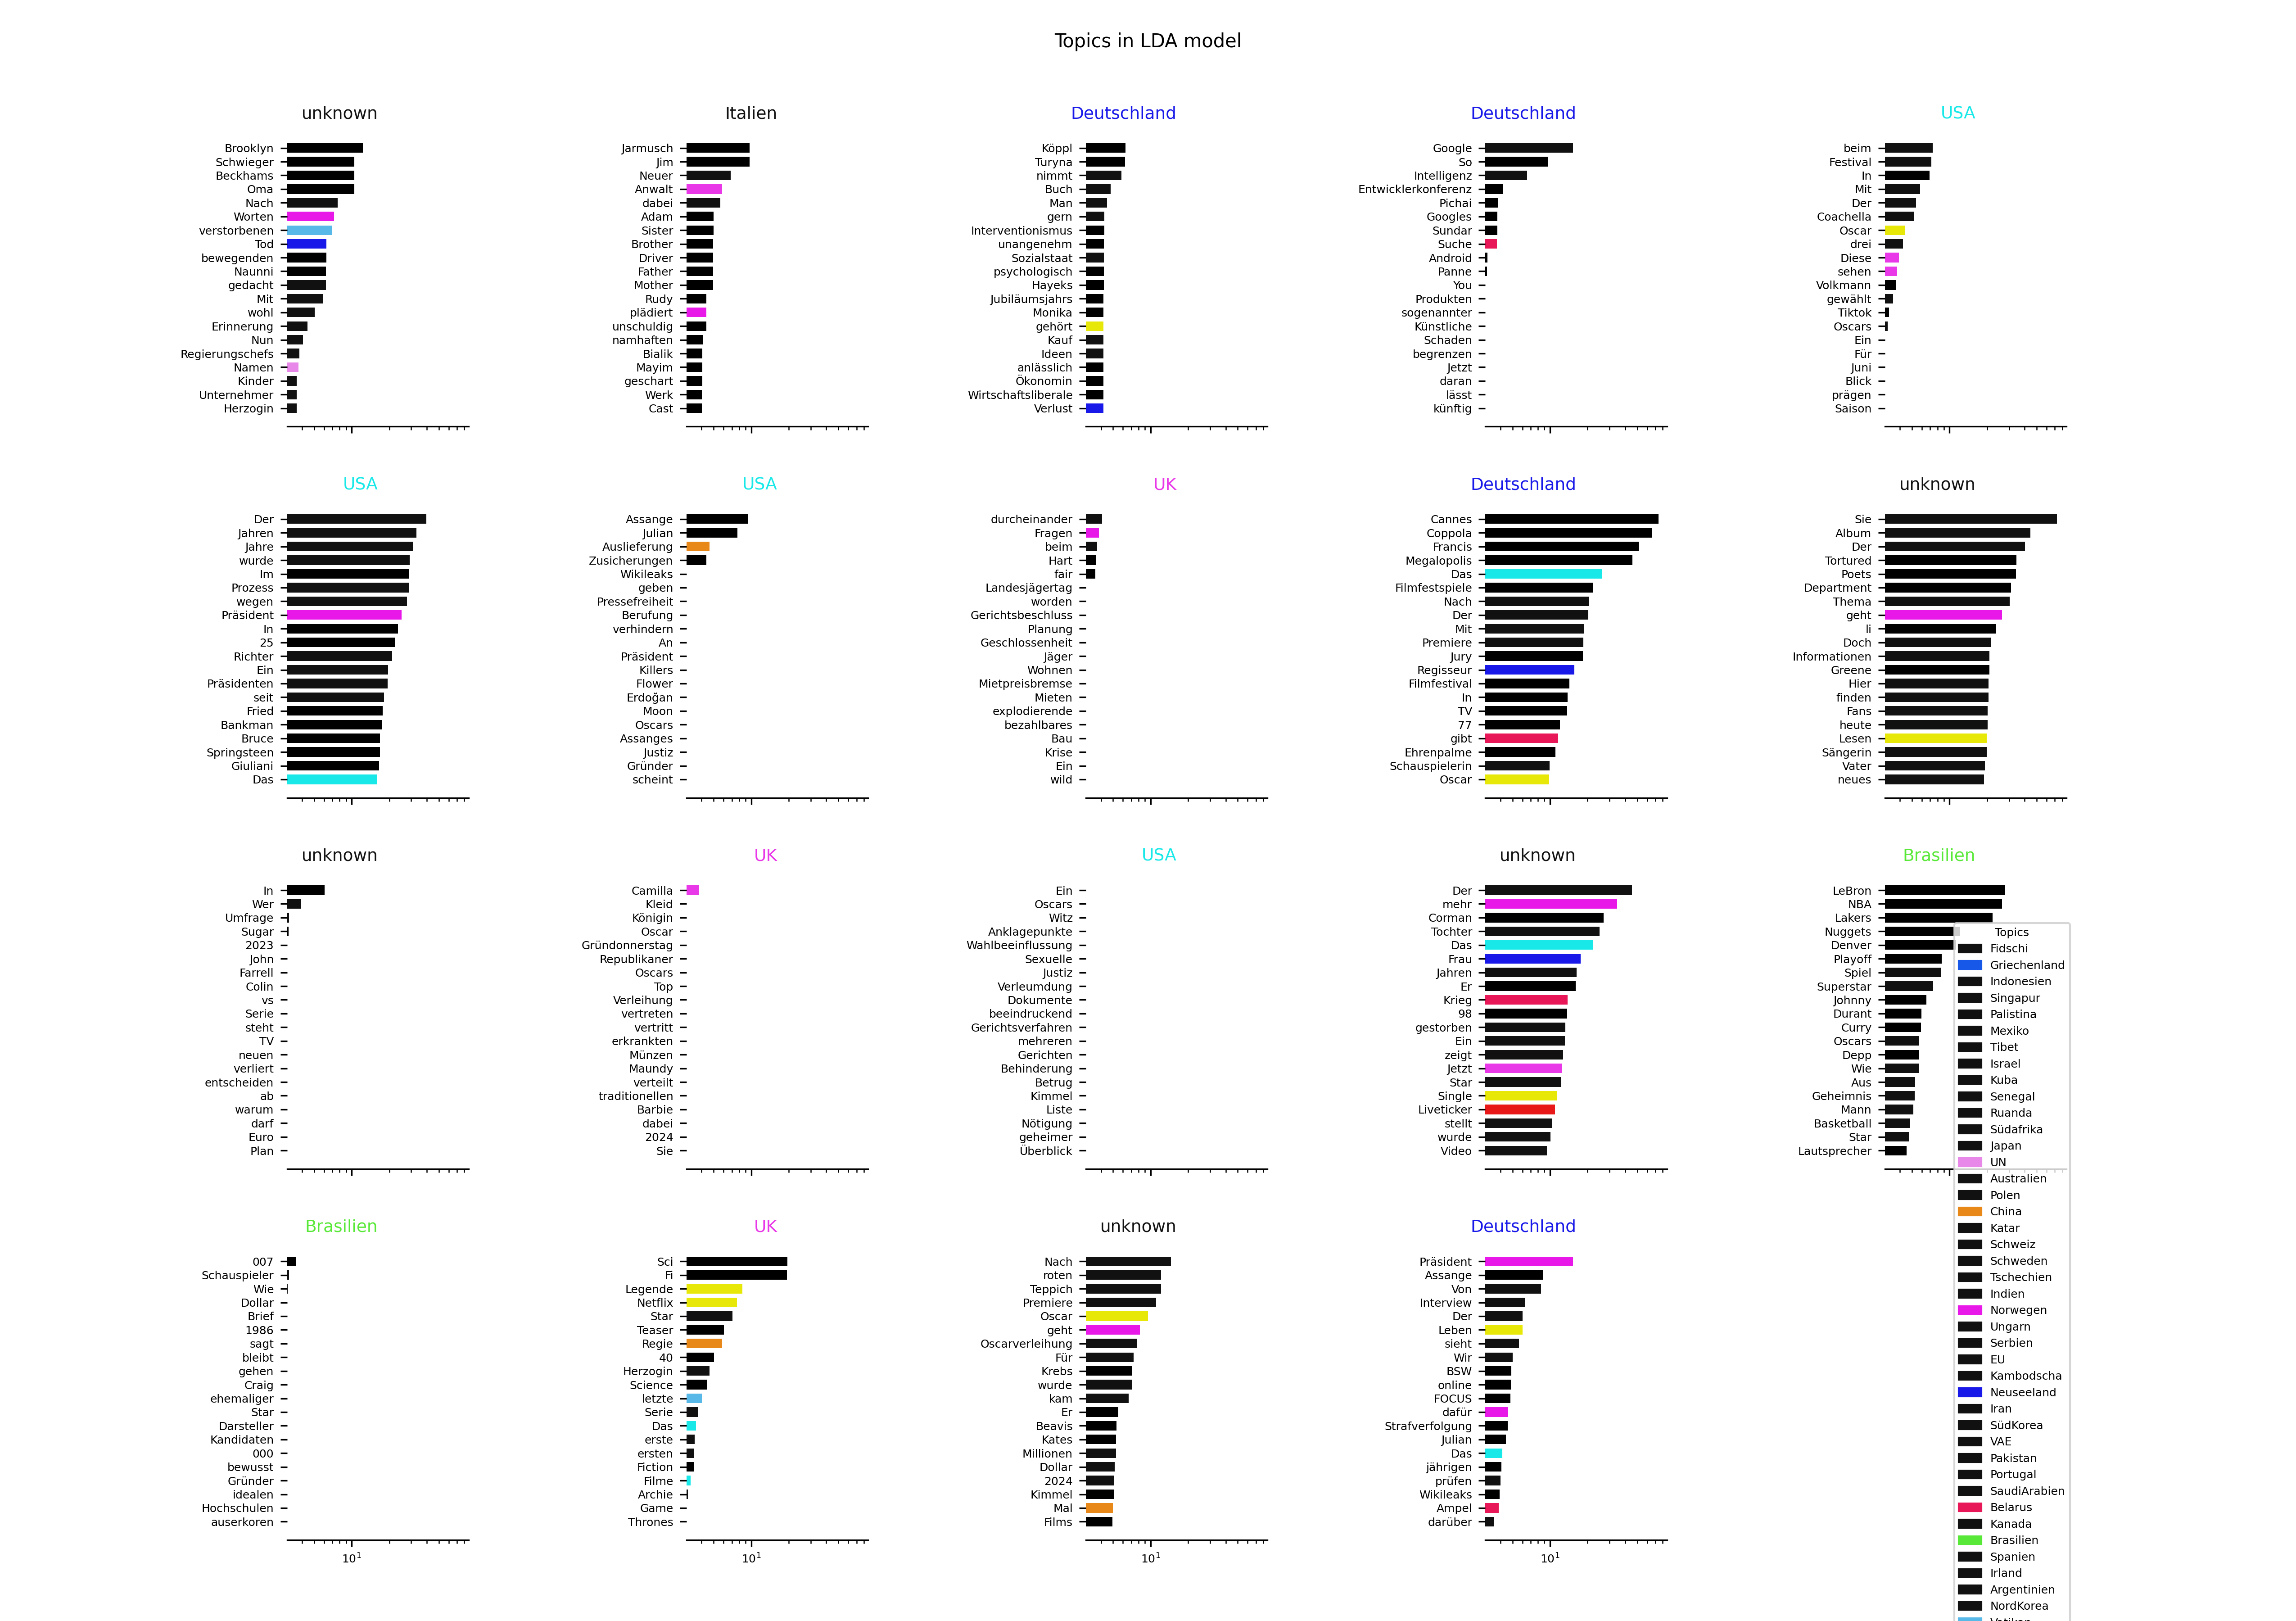 Topics in LDA model
unknown
Brooklyn
Schwieger
Beckhams
Oma
Nach
Worten
verstorbenen
Tod
bewegenden
Naunni
gedacht
Mit
wohl
Erinnerung
Nun
Regierungschefs
Namen
Kinder
Unternehmer
Herzogin
Italien
Jarmusch
Jim
Neuer
Anwalt
dabei
Adam
Sister
Brother
Driver
Father
Mother
Rudy
plädiert
unschuldig
namhaften
Bialik
Mayim
geschart
Werk
Cast
Deutschland
Köppl
Turyna
nimmt
Buch
Man
gern
Interventionismus
unangenehm
Sozialstaat
psychologisch
Hayeks
Jubiläumsjahrs
Monika
gehört
Kauf
Ideen
anlässlich
Ökonomin
Wirtschaftsliberale
Verlust
Deutschland
Google
So
Intelligenz
Entwicklerkonferenz
Pichai
Googles
Sundar
Suche
Android
Panne
You
Produkten
sogenannter
Künstliche
Schaden
begrenzen
Jetzt
daran
lässt
künftig
USA
beim
Festival
In
Mit
Der
Coachella
Oscar
drei
Diese
sehen
Volkmann
gewählt
Tiktok
Oscars
Ein
Für
Juni
Blick
prägen
Saison
USA
Der
Jahren
Jahre
wurde
Im
Prozess
wegen
Präsident
In
25
Richter
Ein
Präsidenten
seit
Fried
Bankman
Bruce
Springsteen
Giuliani
Das
USA
Assange
Julian
Auslieferung
Zusicherungen
Wikileaks
geben
Pressefreiheit
Berufung
verhindern
An
Präsident
Killers
Flower
Erdoğan
Moon
Oscars
Assanges
Justiz
Gründer
scheint
UK
durcheinander
Fragen
beim
Hart
fair
Landesjägertag
worden
Gerichtsbeschluss
Planung
Geschlossenheit
Jäger
Wohnen
Mietpreisbremse
Mieten
explodierende
bezahlbares
Bau
Krise
Ein
wild
Deutschland
Cannes
Coppola
Francis
Megalopolis
Das
Filmfestspiele
Nach
Der
Mit
Premiere
Jury
Regisseur
Filmfestival
In
TV
77
gibt
Ehrenpalme
Schauspielerin
Oscar
unknown
Sie
Album
Der
Tortured
Poets
Department
Thema
geht
li
Doch
Informationen
Greene
Hier
finden
Fans
heute
Lesen
Sängerin
Vater
neues
unknown
In
Wer
Umfrage
Sugar
2023
John
Farrell
Colin
vs
Serie
steht
TV
neuen
verliert
entscheiden
ab
warum
darf
Euro
Plan
UK
Camilla
Kleid
Königin
Oscar
Gründonnerstag
Republikaner
Oscars
Top
Verleihung
vertreten
vertritt
erkrankten
Münzen
Maundy
verteilt
traditionellen
Barbie
dabei
2024
Sie
USA
Ein
Oscars
Witz
Anklagepunkte
Wahlbeeinflussung
Sexuelle
Justiz
Verleumdung
Dokumente
beeindruckend
Gerichtsverfahren
mehreren
Gerichten
Behinderung
Betrug
Kimmel
Liste
Nötigung
geheimer
Überblick
unknown
Der
mehr
Corman
Tochter
Das
Frau
Jahren
Er
Krieg
98
gestorben
Ein
zeigt
Jetzt
Star
Single
Liveticker
stellt
wurde
Video
Brasilien
LeBron
NBA
Lakers
Nuggets
Denver
Playoff
Spiel
Superstar
Johnny
Durant
Curry
Oscars
Depp
Wie
Aus
Geheimnis
Mann
Basketball
Star
Lautsprecher
Brasilien
007
Schauspieler
Wie
Dollar
Brief
1986
sagt
bleibt
gehen
Craig
ehemaliger
Star
Darsteller
Kandidaten
000
bewusst
Gründer
idealen
Hochschulen
auserkoren
10¹
UK
Sci
Fi
Legende
Netflix
Star
Teaser
Regie
40
Herzogin
Science
letzte
Serie
Das
erste
ersten
Fiction
Filme
Archie
Game
Thrones
10¹
unknown
Nach
roten
Teppich
Premiere
Oscar
geht
Oscarverleihung
Für
Krebs
wurde
kam
Er
Beavis
Kates
Millionen
Dollar
2024
Kimmel
Mal
Films
10¹
Deutschland
Präsident
Assange
Von
Interview
Der
Leben
sieht
Wir
BSW
online
FOCUS
dafür
Strafverfolgung
Julian
Das
jährigen
prüfen
Wikileaks
Ampel
darüber
10¹
Topics
Fidschi
Griechenland
Indonesien
Singapur
Palistina
Mexiko
Tibet
Israel
Kuba
Senegal
Ruanda
Südafrika
Japan
UN
Australien
Polen
China
Katar
Schweiz
Schweden
Tschechien
Indien
Norwegen
Ungarn
Serbien
EU
Kambodscha
Neuseeland
Iran
SüdKorea
VAE
Pakistan
Portugal
SaudiArabien
Belarus
Kanada
Brasilien
Spanien
Irland
Argentinien
NordKorea